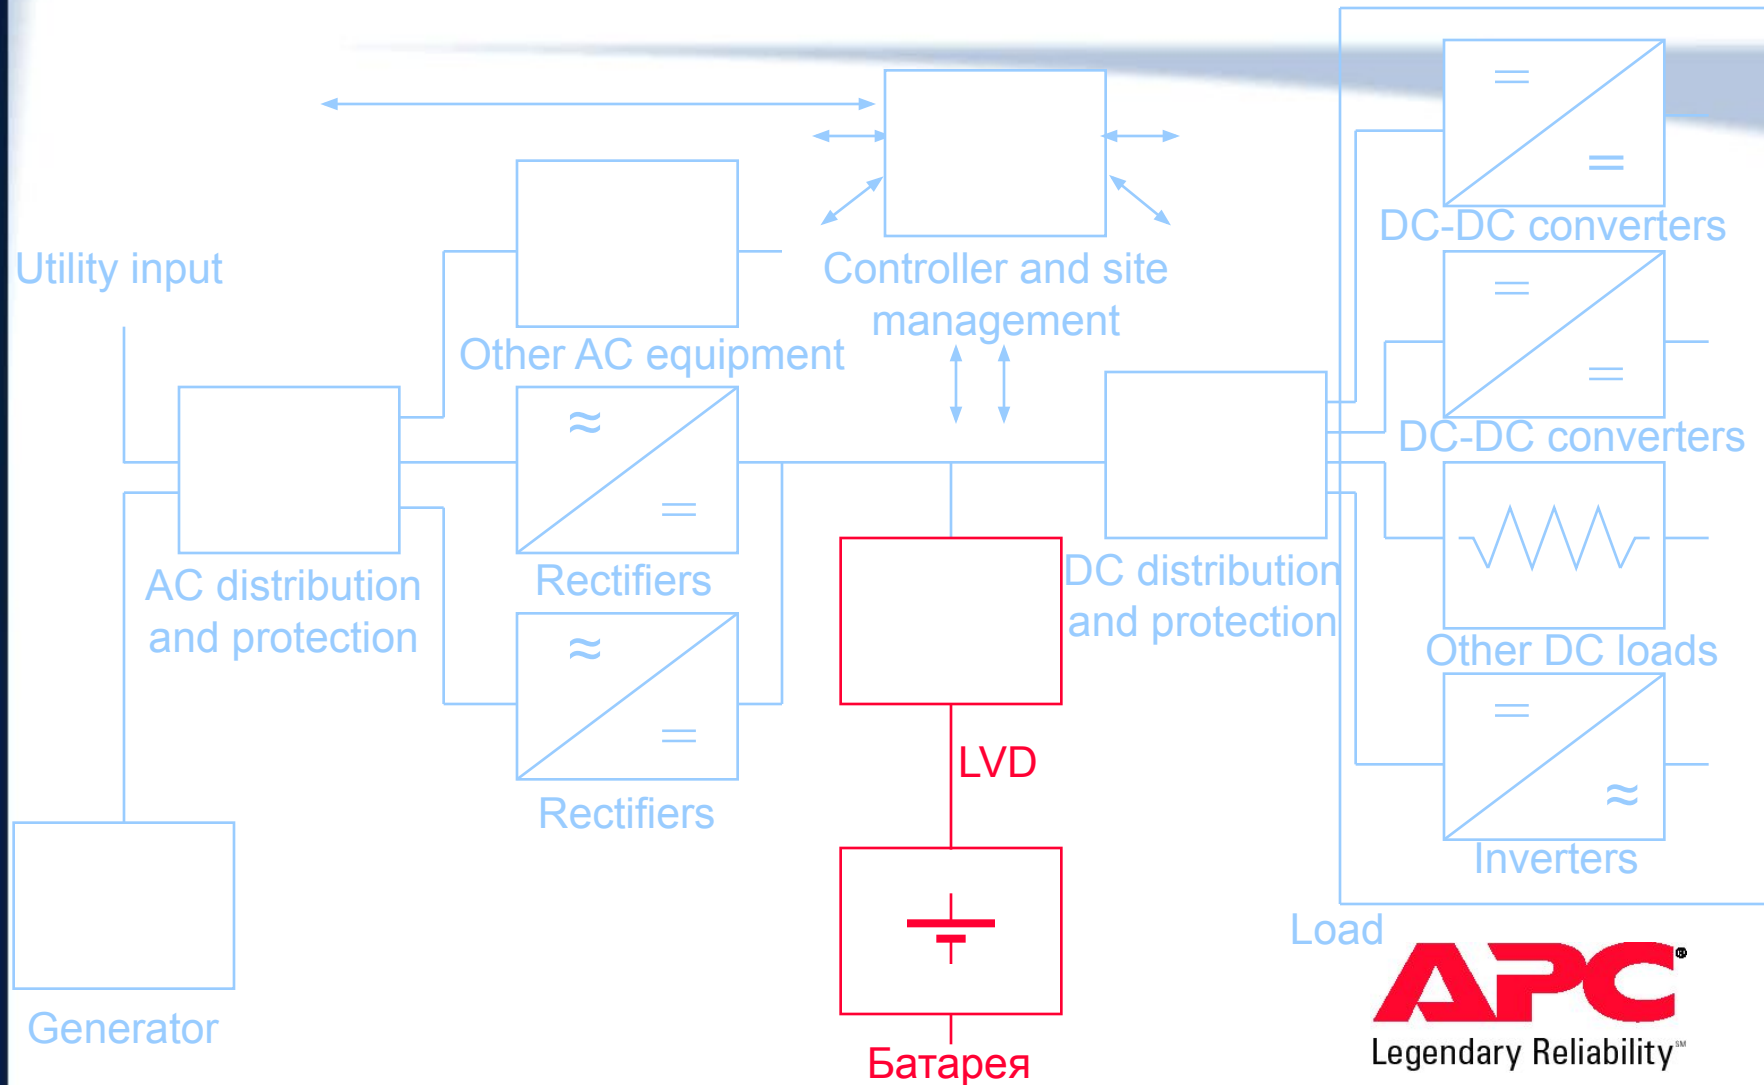 DC-DC converters
Utility input
Controller and site
management
Other AC equipment
DC-DC converters
AC distribution
and protection
Rectifiers
DC distribution
and protection
Other DC loads
LVD
Rectifiers
Inverters
Load
Generator
Батарея
APC®
Legendary Reliability℠